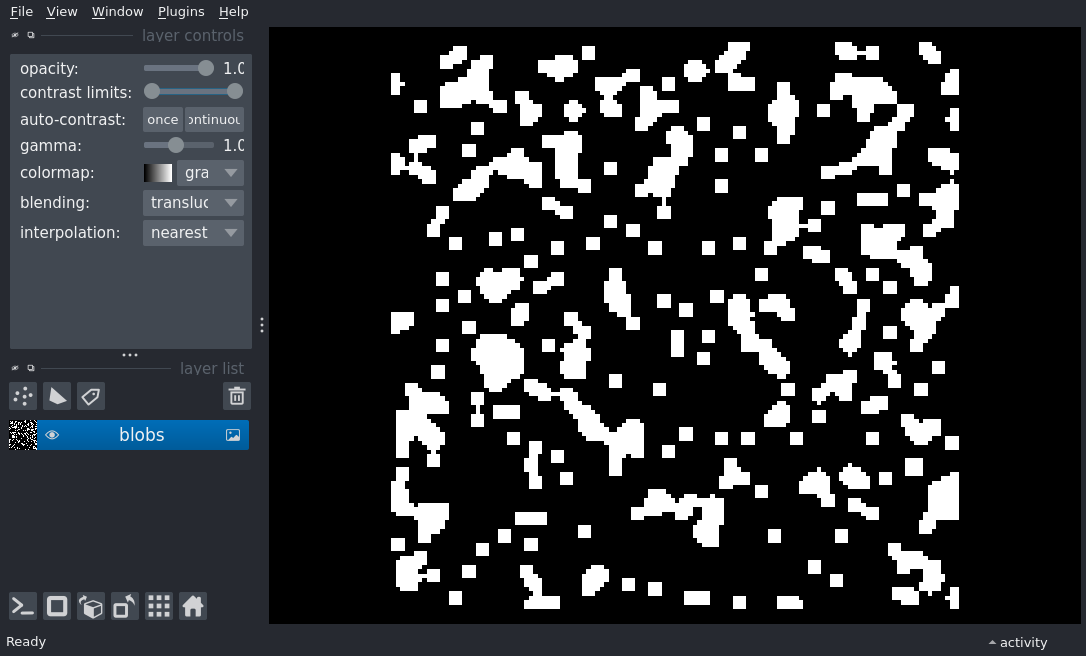 File View Window Plugins Help
layer controls
opacity: 1.0
contrast limits:
auto-contrast: once ontinuou
gamma: 1.0
colormap: gra
blending: transluc
interpolation: nearest
layer list
blobs
Ready activity